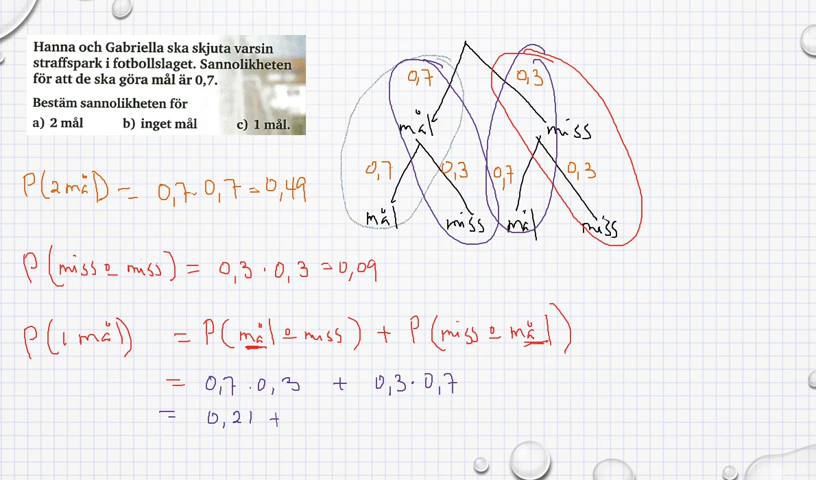 Hanna och Gabriella ska skjuta varsin
straffspark i fotbollslaget. Sannolikheten
för att de ska göra mål är 0,7.
Bestäm sannolikheten för
a) 2 mål b) inget mål c) 1 mål.
0,7 0,3
mål miss
0,7 0,3 0,7 0,3
mål miss mål miss
P(2 mål) = 0,7 · 0,7 = 0,49
P(miss o miss) = 0,3 · 0,3 = 0,09
P(1 mål) = P(mål o miss) + P(miss o mål)
= 0,7 · 0,3 + 0,3 · 0,7
= 0,21 +